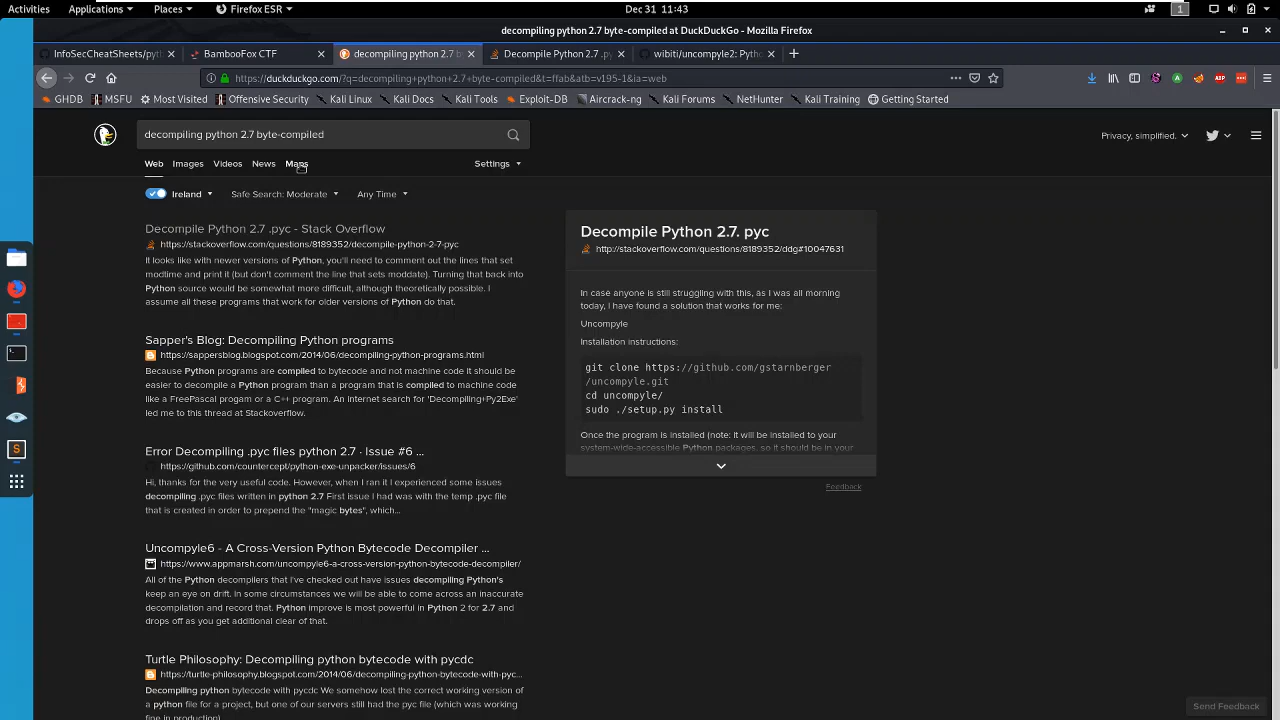 Activities Applications Places Firefox ESR Dec 31 11:43 1
decompiling python 2.7 byte-compiled at DuckDuckGo - Mozilla Firefox
InfoSecCheatSheets/pyth BambooFox CTF decompiling python 2.7 b Decompile Python 2.7 .py wibiti/uncompyle2: Pytho
https://duckduckgo.com/?q=decompiling+python+2.7+byte-compiled&t=ffab&atb=v195-1&ia=web
GHDB MSFU Most Visited Offensive Security Kali Linux Kali Docs Kali Tools Exploit-DB Aircrack-ng Kali Forums NetHunter Kali Training Getting Started
decompiling python 2.7 byte-compiled
Privacy, simplified.
Web Images Videos News Maps Settings
Ireland Safe Search: Moderate Any Time
Decompile Python 2.7 .pyc - Stack Overflow
https://stackoverflow.com/questions/8189352/decompile-python-2-7-pyc
It looks like with newer versions of Python, you'll need to comment out the lines that set
modtime and print it (but don't comment the line that sets moddate). Turning that back into
Python source would be somewhat more difficult, although theoretically possible. I
assume all these programs that work for older versions of Python do that.
Sapper's Blog: Decompiling Python programs
https://sappersblog.blogspot.com/2014/06/decompiling-python-programs.html
Because Python programs are compiled to bytecode and not machine code it should be
easier to decompile a Python program than a program that is compiled to machine code
like a FreePascal progam or a C++ program. An Internet search for 'Decompiling+Py2Exe'
led me to this thread at Stackoverflow.
Error Decompiling .pyc files python 2.7 · Issue #6 ...
https://github.com/countercept/python-exe-unpacker/issues/6
Hi, thanks for the very useful code. However, when I ran it I experienced some issues
decompiling .pyc files written in python 2.7 First issue I had was with the temp .pyc file
that is created in order to prepend the "magic bytes", which...
Uncompyle6 - A Cross-Version Python Bytecode Decompiler ...
https://www.appmarsh.com/uncompyle6-a-cross-version-python-bytecode-decompiler/
All of the Python decompilers that I've checked out have issues decompiling Python's
keep an eye on drift. In some circumstances we will be able to come across an inaccurate
decompilation and record that. Python improve is most powerful in Python 2 for 2.7 and
drops off as you get additional clear of that.
Turtle Philosophy: Decompiling python bytecode with pycdc
https://turtle-philosophy.blogspot.com/2014/06/decompiling-python-bytecode-with-pyc...
Decompiling python bytecode with pycdc We somehow lost the correct working version of
a python file for a project, but one of our servers still had the pyc file (which was working
fine in production).
Decompile Python 2.7. pyc
http://stackoverflow.com/questions/8189352/ddg#10047631
In case anyone is still struggling with this, as I was all morning
today, I have found a solution that works for me:
Uncompyle
Installation instructions:
git clone https://github.com/gstarnberger
/uncompyle.git
cd uncompyle/
sudo ./setup.py install
Once the program is installed (note: it will be installed to your
system-wide-accessible Python packages, so it should be in your
Feedback
Send Feedback